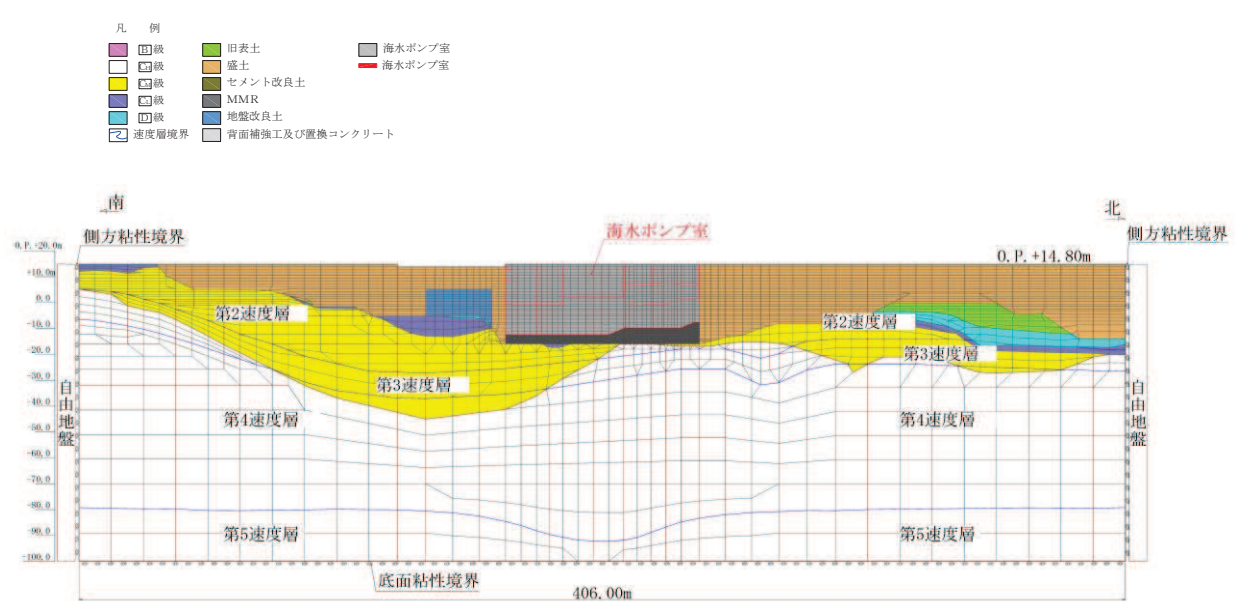 凡　例
B級　旧表土　海水ポンプ室
CH級　盛土　海水ポンプ室
CM級　セメント改良土
CL級　MMR
D級　地盤改良土
速度層境界　背面補強工及び置換コンクリート
南
北
側方粘性境界
海水ポンプ室
側方粘性境界
O.P.+20.0m
O.P.+14.80m
+10.0m
0.0
-10.0
-20.0
-30.0
-40.0
-50.0
-60.0
-70.0
-80.0
-90.0
-100.0
第2速度層
第2速度層
第3速度層
第3速度層
自由地盤
第4速度層
第4速度層
自由地盤
第5速度層
第5速度層
底面粘性境界
406.00m